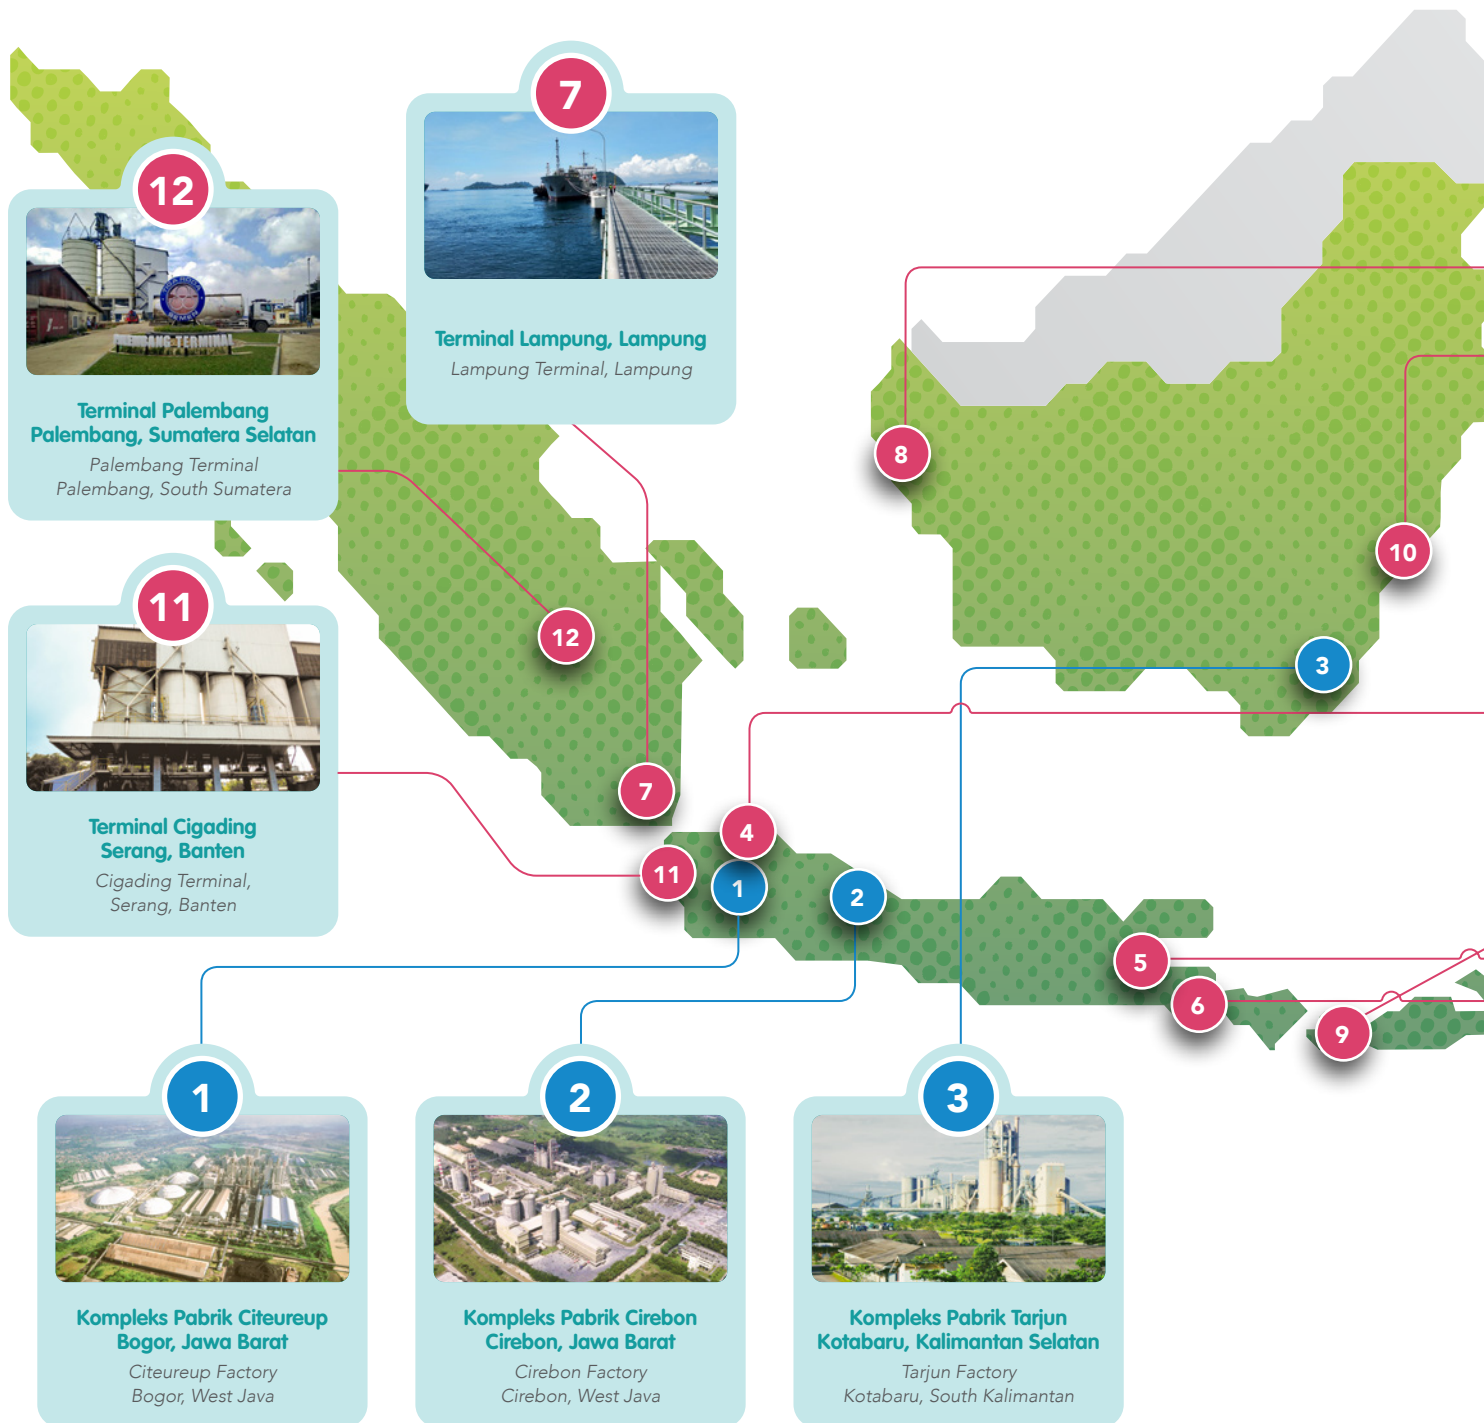 7
Terminal Lampung, Lampung
Lampung Terminal, Lampung
12
PALEMBANG TERMINAL
Terminal Palembang
Palembang, Sumatera Selatan
Palembang Terminal
Palembang, South Sumatera
11
Terminal Cigading
Serang, Banten
Cigading Terminal,
Serang, Banten
8
10
12
3
7
4
11
1
2
5
6
9
1
Kompleks Pabrik Citeureup
Bogor, Jawa Barat
Citeureup Factory
Bogor, West Java
2
Kompleks Pabrik Cirebon
Cirebon, Jawa Barat
Cirebon Factory
Cirebon, West Java
3
Kompleks Pabrik Tarjun
Kotabaru, Kalimantan Selatan
Tarjun Factory
Kotabaru, South Kalimantan